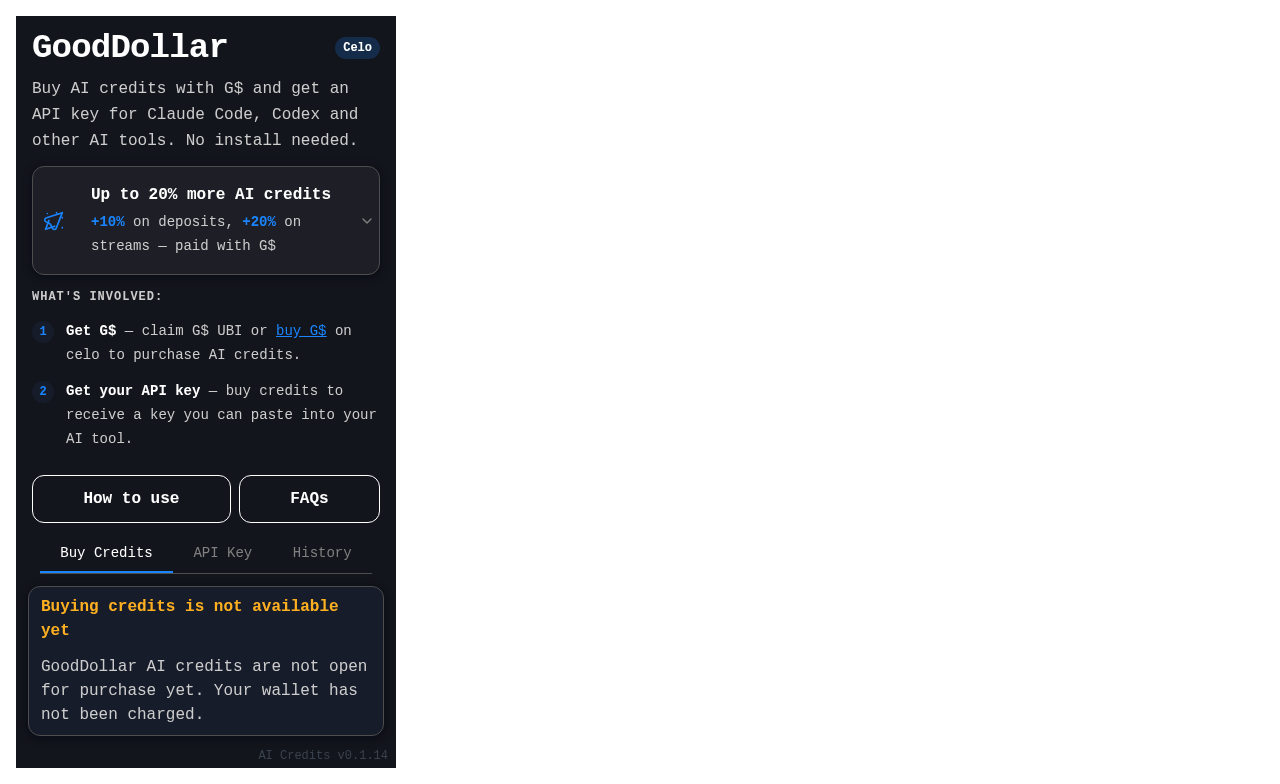 GoodDollar
Celo
Buy AI credits with G$ and get an
API key for Claude Code, Codex and
other AI tools. No install needed.
Up to 20% more AI credits
+10% on deposits, +20% on
streams — paid with G$
WHAT'S INVOLVED:
1 Get G$ — claim G$ UBI or buy G$ on
celo to purchase AI credits.
2 Get your API key — buy credits to
receive a key you can paste into your
AI tool.
How to use
FAQs
Buy Credits
API Key
History
Buying credits is not available
yet
GoodDollar AI credits are not open
for purchase yet. Your wallet has
not been charged.
AI Credits v0.1.14